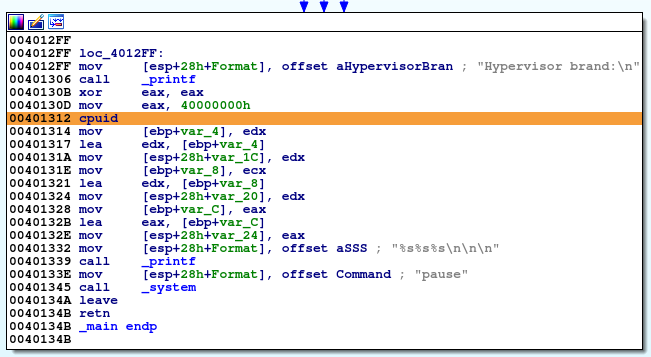 004012FF
004012FF loc_4012FF:
004012FF mov [esp+28h+Format], offset aHypervisorBran ; "Hypervisor brand:\n"
00401306 call _printf
0040130B xor eax, eax
0040130D mov eax, 40000000h
00401312 cpuid
00401314 mov [ebp+var_4], edx
00401317 lea edx, [ebp+var_4]
0040131A mov [esp+28h+var_1C], edx
0040131E mov [ebp+var_8], ecx
00401321 lea edx, [ebp+var_8]
00401324 mov [esp+28h+var_20], edx
00401328 mov [ebp+var_C], eax
0040132B lea eax, [ebp+var_C]
0040132E mov [esp+28h+var_24], eax
00401332 mov [esp+28h+Format], offset aSSS ; "%s%s%s\n\n\n"
00401339 call _printf
0040133E mov [esp+28h+Format], offset Command ; "pause"
00401345 call _system
0040134A leave
0040134B retn
0040134B _main endp
0040134B